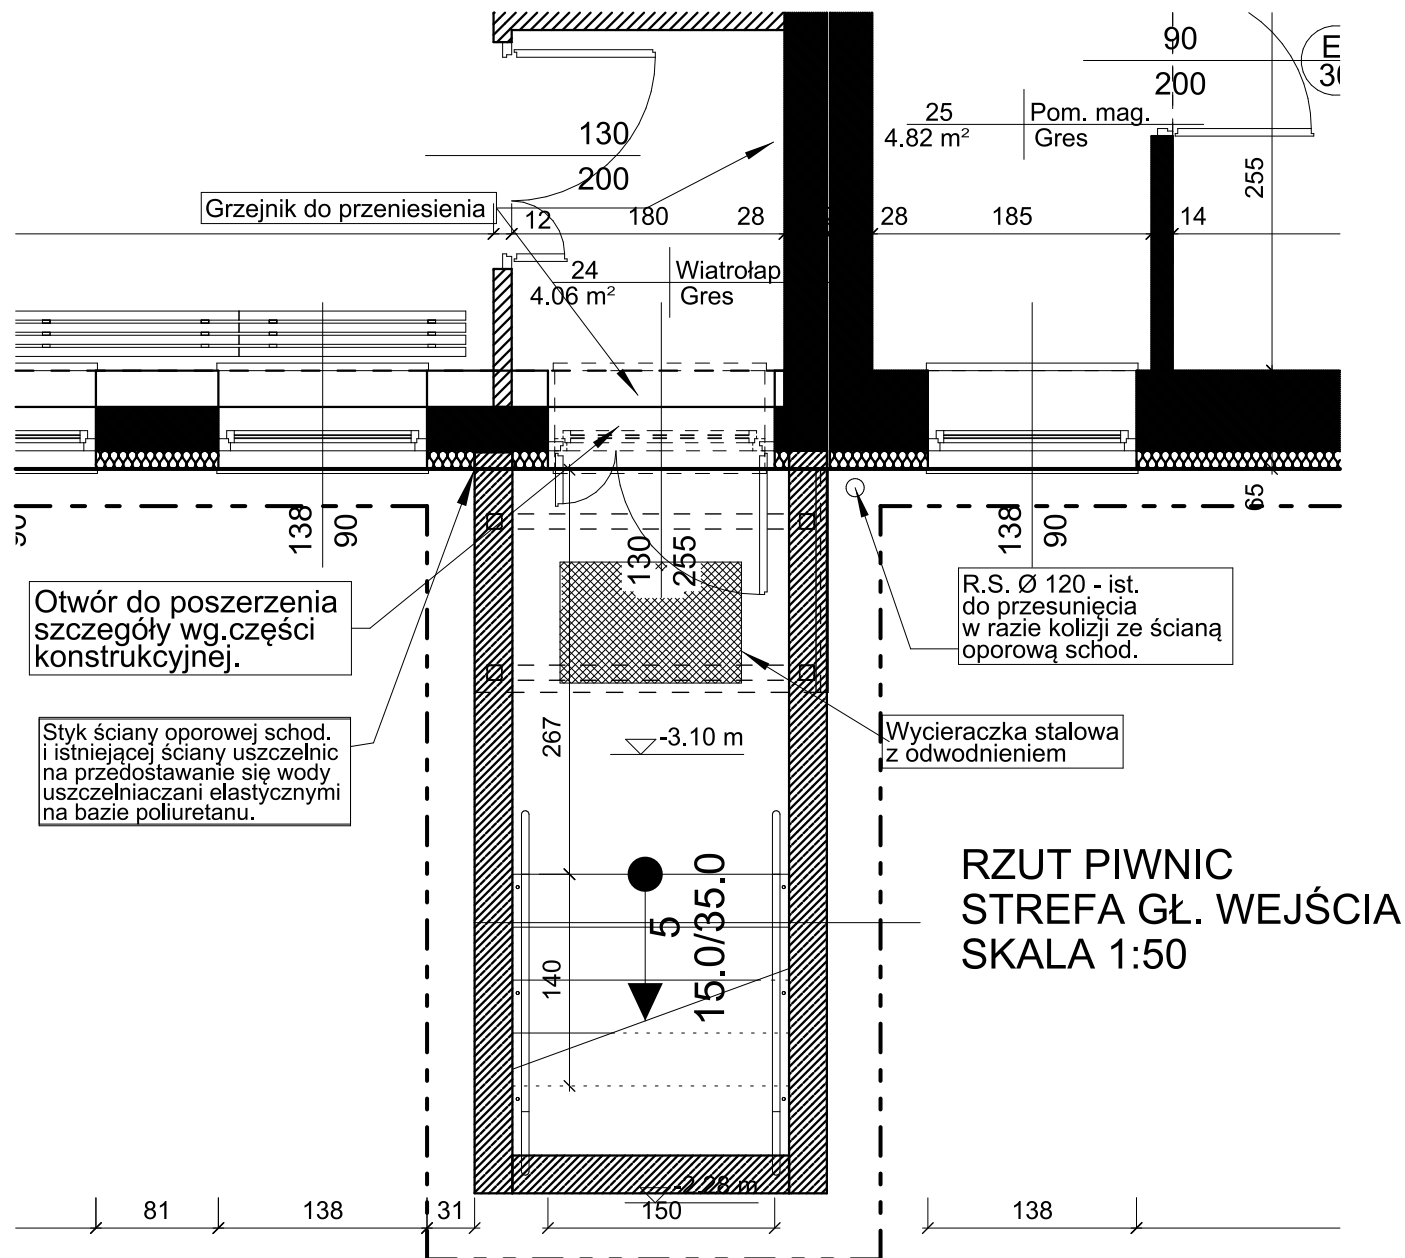 90
200
E
30
25
4.82 m²
Pom. mag.
Gres
255
130
200
Grzejnik do przeniesienia
12
180
28
28
185
14
24
4.06 m²
Wiatrołap
Gres
138
90
130
255
138
90
65
Otwór do poszerzenia
szczegóły wg.części
konstrukcyjnej.
R.S. Ø 120 - ist.
do przesunięcia
w razie kolizji ze ścianą
oporową schod.
Styk ściany oporowej schod.
i istniejącej ściany uszczelnic
na przedostawanie się wody
uszczelniaczani elastycznymi
na bazie poliuretanu.
267
-3.10 m
Wycieraczka stalowa
z odwodnieniem
5
15.0/35.0
140
RZUT PIWNIC
STREFA GŁ. WEJŚCIA
SKALA 1:50
-2.28 m
81
138
31
150
138